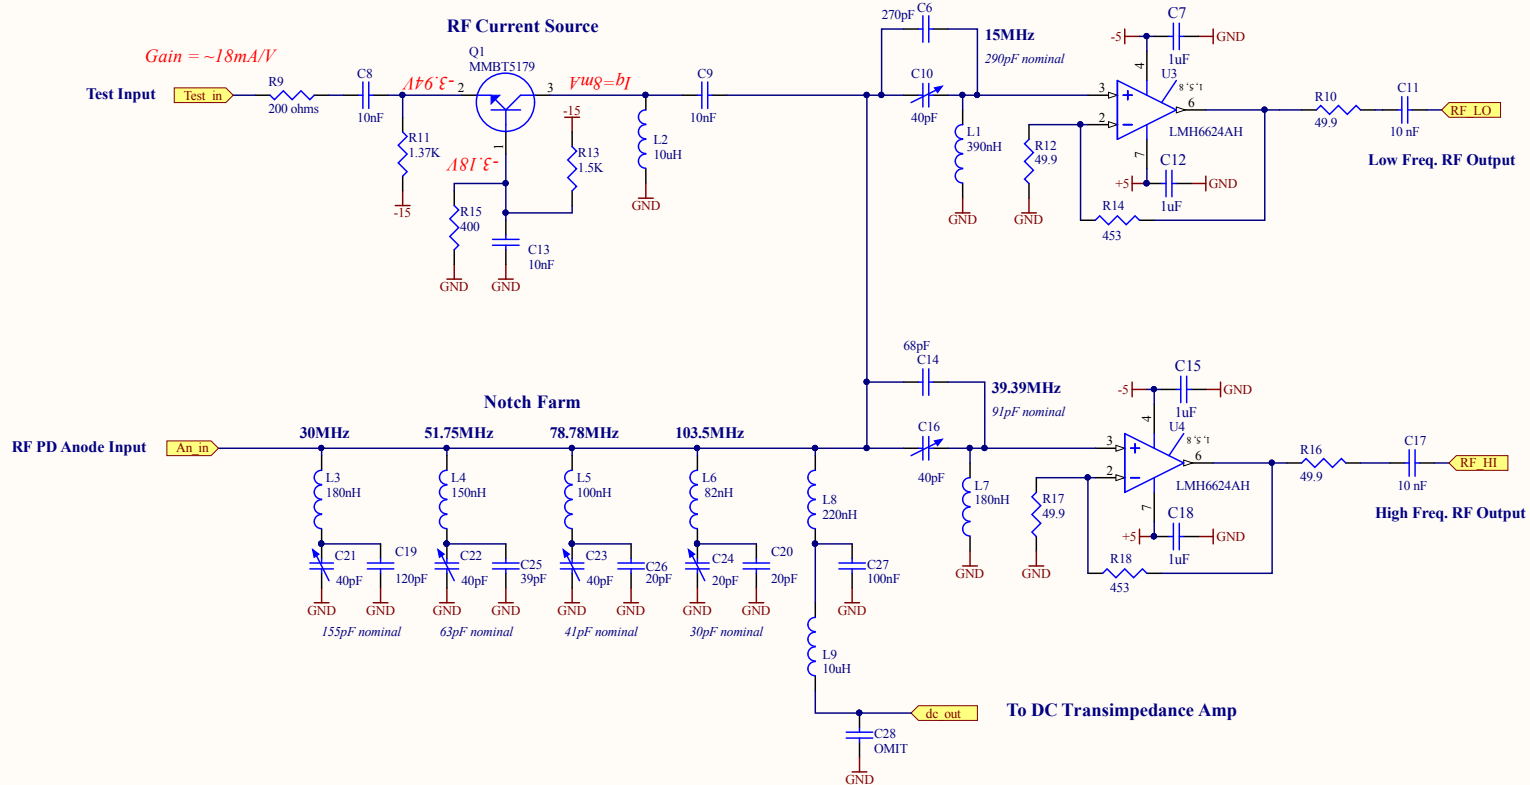 RF Current Source
Gain = ~18mA/V
Test Input
Test_in
R9
200 ohms
C8
10nF
-3.94V
2
Q1
MMBT5179
3
1
Iq=8mA
R11
1.37K
-15
-3.18V
R15
400
GND
C13
10nF
GND
-15
R13
1.5K
L2
10uH
GND
C9
10nF
270pF
C6
15MHz
290pF nominal
C10
40pF
L1
390nH
GND
R12
49.9
GND
-5
C7
1uF
GND
4
U3
1, 5, 8
3
2
6
7
LMH6624AH
+5
C12
1uF
GND
R14
453
R10
49.9
C11
10 nF
RF_LO
Low Freq. RF Output
Notch Farm
RF PD Anode Input
An_in
30MHz
51.75MHz
78.78MHz
103.5MHz
L3
180nH
L4
150nH
L5
100nH
L6
82nH
L8
220nH
C21
40pF
C19
120pF
C22
40pF
C25
39pF
C23
40pF
C26
20pF
C24
20pF
C20
20pF
C27
100nF
GND
GND
GND
GND
GND
GND
GND
GND
GND
155pF nominal
63pF nominal
41pF nominal
30pF nominal
L9
10uH
dc_out
To DC Transimpedance Amp
C28
OMIT
GND
68pF
C14
39.39MHz
91pF nominal
C16
40pF
L7
180nH
GND
R17
49.9
GND
-5
C15
1uF
GND
4
U4
1, 5, 8
3
2
6
7
LMH6624AH
+5
C18
1uF
GND
R18
453
R16
49.9
C17
10 nF
RF_HI
High Freq. RF Output